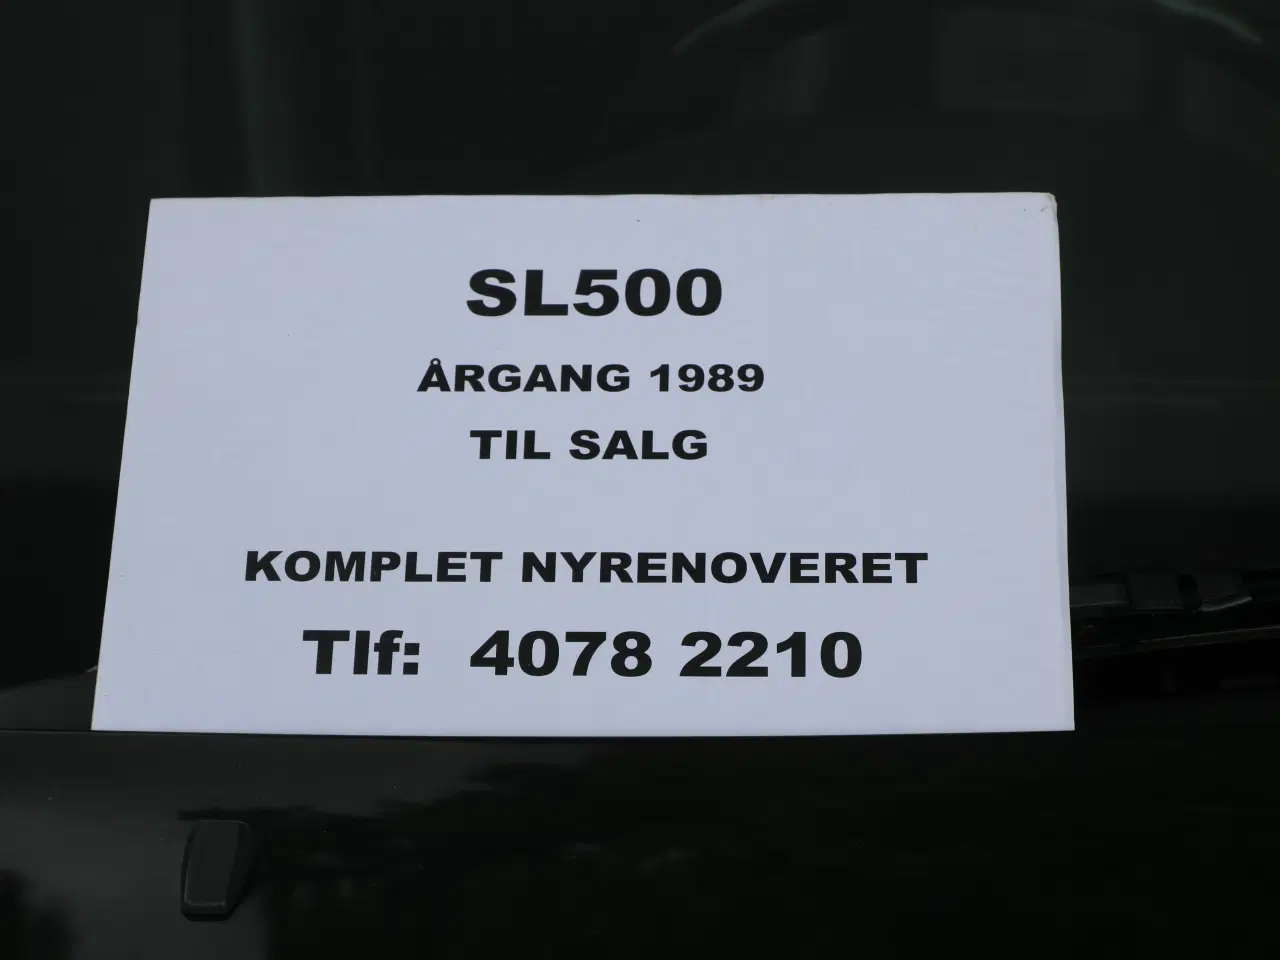 SL500
ÅRGANG 1989
TIL SALG
KOMPLET NYRENOVERET
Tlf: 4078 2210